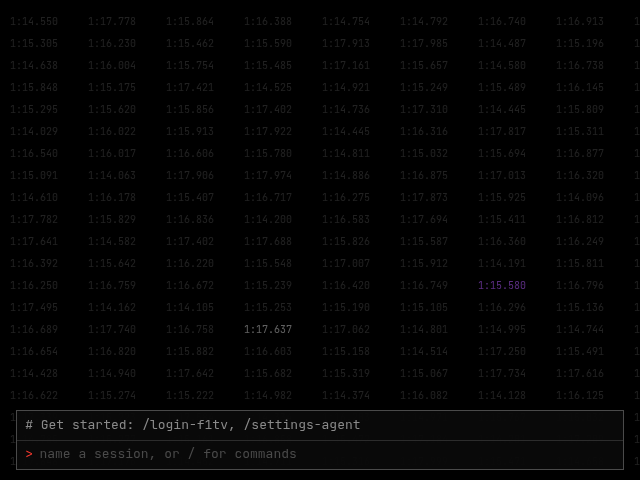 1:14.550 1:17.778 1:15.864 1:16.388 1:14.754 1:14.792 1:16.740 1:16.913
1:15.305 1:16.230 1:15.462 1:15.590 1:17.913 1:17.985 1:14.487 1:15.196
1:14.638 1:16.004 1:15.754 1:15.485 1:17.161 1:15.657 1:14.580 1:16.738
1:15.848 1:15.175 1:17.421 1:14.525 1:14.921 1:15.249 1:15.489 1:16.145
1:15.295 1:15.628 1:15.856 1:17.402 1:14.736 1:17.310 1:14.445 1:15.809
1:14.029 1:16.022 1:15.913 1:17.922 1:14.445 1:16.316 1:17.817 1:15.311
1:16.540 1:16.017 1:16.606 1:15.780 1:14.811 1:15.032 1:15.694 1:16.877
1:15.091 1:14.063 1:17.906 1:17.974 1:14.886 1:16.875 1:17.013 1:16.320
1:14.610 1:16.178 1:15.407 1:16.717 1:16.275 1:17.873 1:15.925 1:14.096
1:17.782 1:15.829 1:16.836 1:14.200 1:16.583 1:17.694 1:15.411 1:16.812
1:17.641 1:14.582 1:17.402 1:17.688 1:15.826 1:15.587 1:16.360 1:16.249
1:16.392 1:15.642 1:16.220 1:15.548 1:17.007 1:15.912 1:14.191 1:15.811
1:16.250 1:16.759 1:16.672 1:15.239 1:16.420 1:16.749 1:15.580 1:16.796
1:17.495 1:14.162 1:14.105 1:15.253 1:15.190 1:15.105 1:16.296 1:15.136
1:16.689 1:17.740 1:16.758 1:17.637 1:17.062 1:14.801 1:14.995 1:14.744
1:16.654 1:16.820 1:15.882 1:16.603 1:15.158 1:14.514 1:17.250 1:15.491
1:14.428 1:14.940 1:17.642 1:15.682 1:15.319 1:15.067 1:17.734 1:17.616
1:16.622 1:15.274 1:15.222 1:14.982 1:14.374 1:16.082 1:14.128 1:16.125
# Get started: /login-f1tv, /settings-agent
> name a session, or / for commands